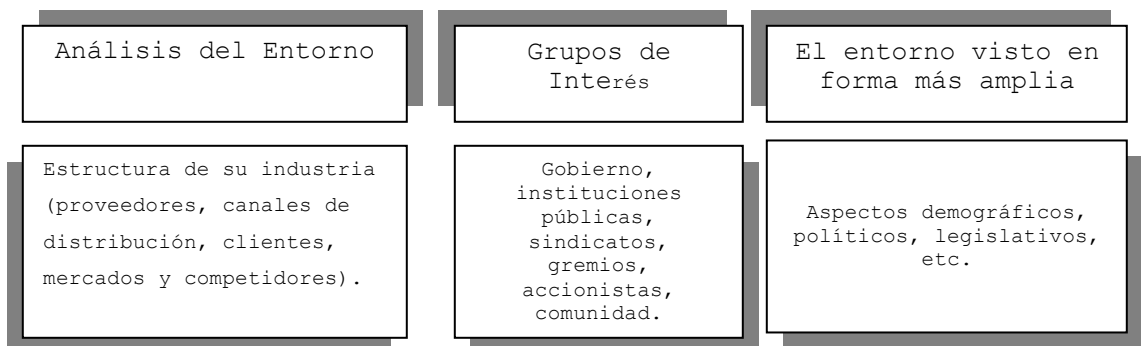 Análisis del Entorno
Estructura de su industria
(proveedores, canales de
distribución, clientes,
mercados y competidores).
Grupos de
Interés
Gobierno,
instituciones
públicas,
sindicatos,
gremios,
accionistas,
comunidad.
El entorno visto en
forma más amplia
Aspectos demográficos,
políticos, legislativos,
etc.